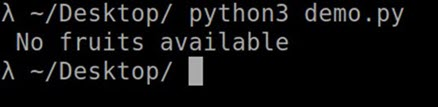 λ ~/Desktop/ python3 demo.py
No fruits available
λ ~/Desktop/